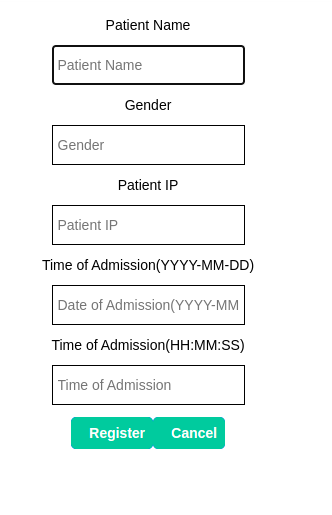 Patient Name
Patient Name
Gender
Gender
Patient IP
Patient IP
Time of Admission(YYYY-MM-DD)
Date of Admission(YYYY-MM
Time of Admission(HH:MM:SS)
Time of Admission
Register Cancel